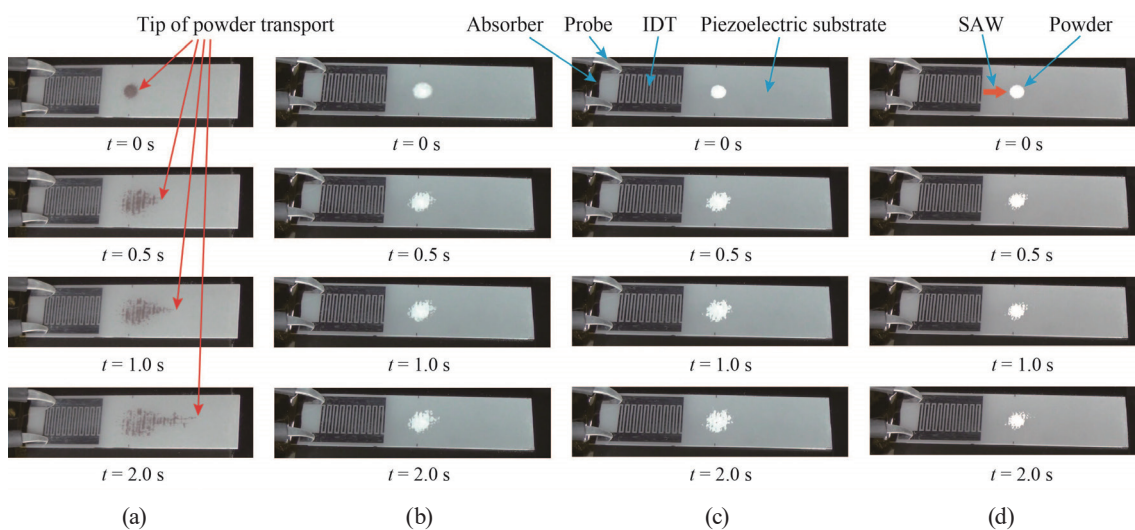 Tip of powder transport Absorber Probe IDT Piezoelectric substrate SAW Powder
t = 0 s t = 0 s t = 0 s t = 0 s
t = 0.5 s t = 0.5 s t = 0.5 s t = 0.5 s
t = 1.0 s t = 1.0 s t = 1.0 s t = 1.0 s
t = 2.0 s t = 2.0 s t = 2.0 s t = 2.0 s
(a) (b) (c) (d)